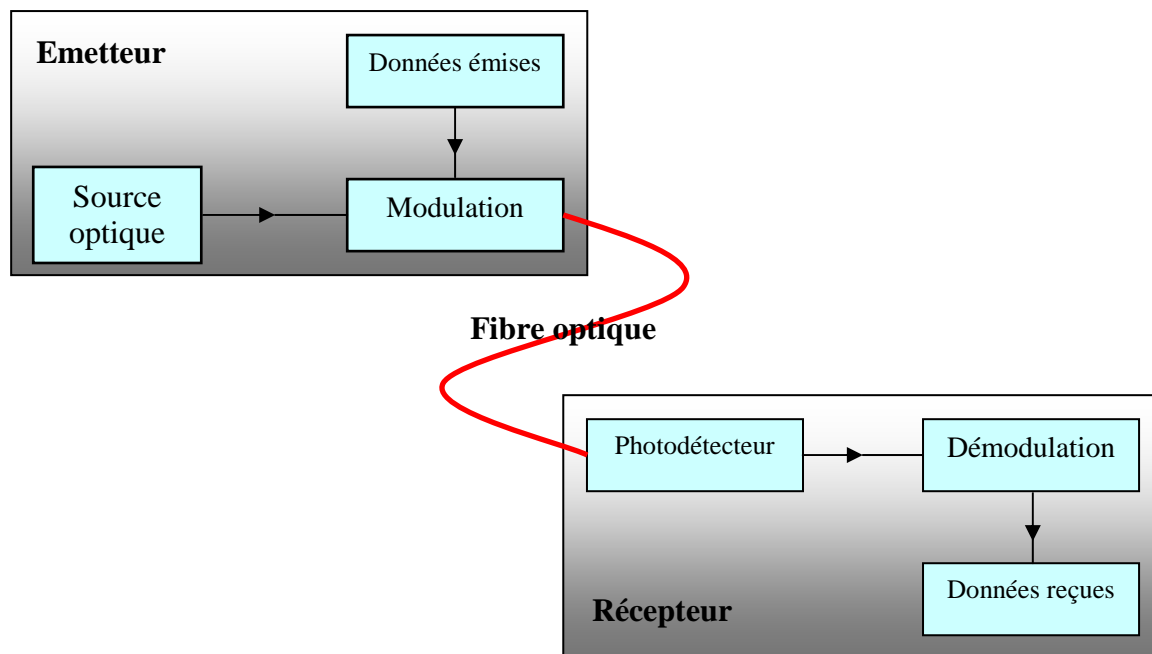 Emetteur
Données émises
Source
optique
Modulation
Fibre optique
Photodétecteur
Démodulation
Données reçues
Récepteur